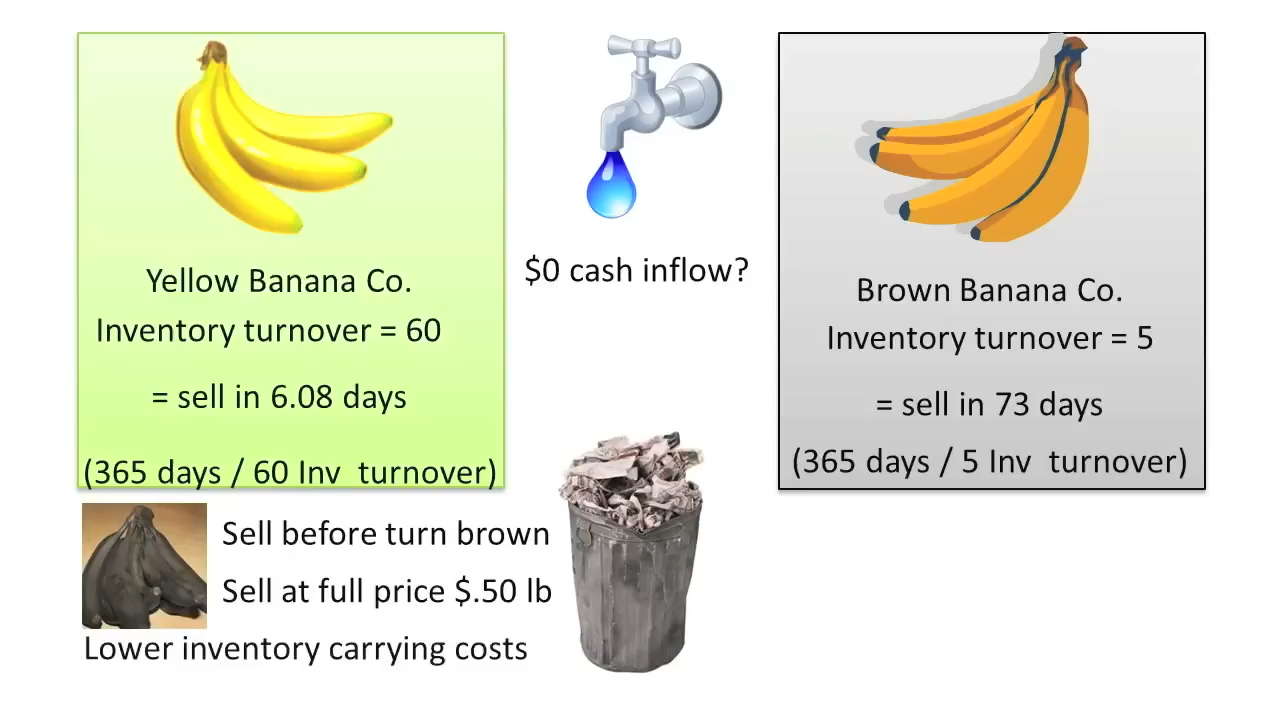 Yellow Banana Co.
Inventory turnover = 60
= sell in 6.08 days
(365 days / 60 Inv  turnover)
Sell before turn brown
Sell at full price $.50 lb
Lower inventory carrying costs
$0 cash inflow?
Brown Banana Co.
Inventory turnover = 5
= sell in 73 days
(365 days / 5 Inv  turnover)